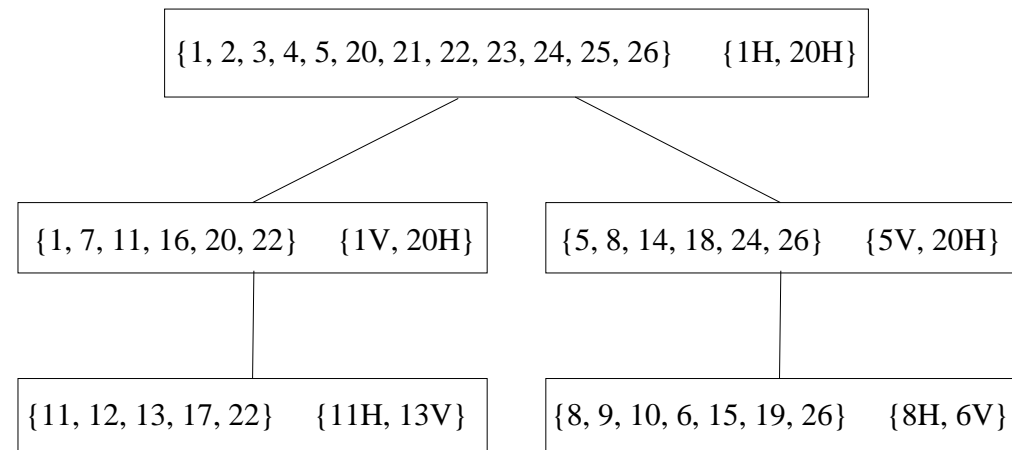 {1, 2, 3, 4, 5, 20, 21, 22, 23, 24, 25, 26} {1H, 20H}
{1, 7, 11, 16, 20, 22} {1V, 20H}
{5, 8, 14, 18, 24, 26} {5V, 20H}
{11, 12, 13, 17, 22} {11H, 13V}
{8, 9, 10, 6, 15, 19, 26} {8H, 6V}